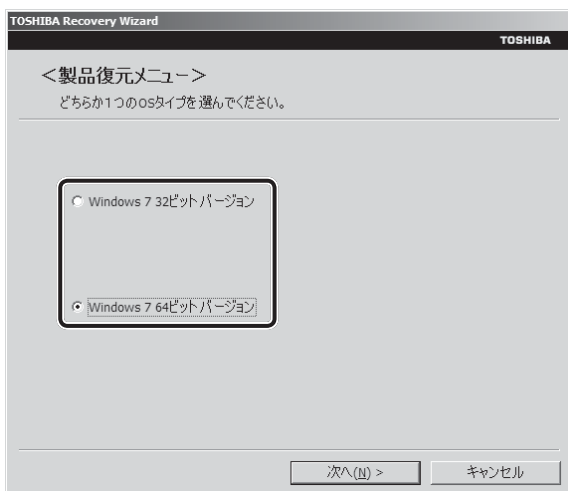 TOSHIBA Recovery Wizard
TOSHIBA
<製品復元メニュー>
どちらか1つのOSタイプを選んでください。
Windows 7 32ビットバージョン
Windows 7 64ビットバージョン
次へ(N) >
キャンセル